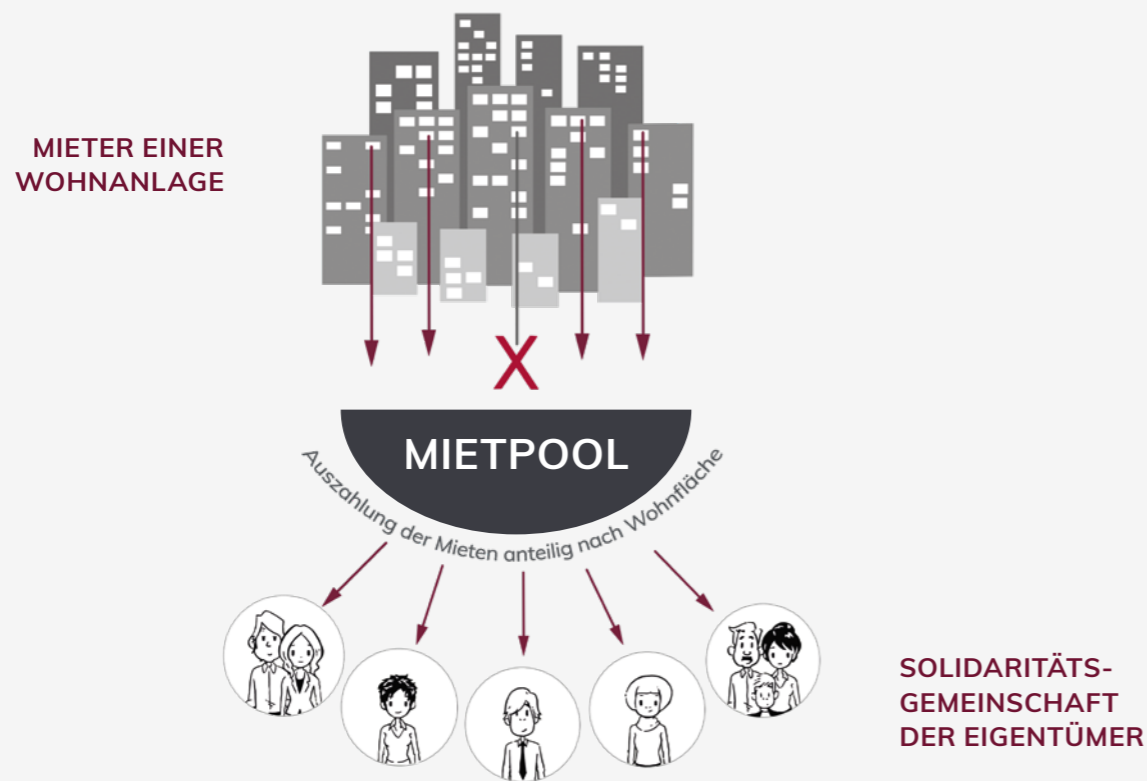 MIETER EINER
WOHNANLAGE
X
MIETPOOL
Auszahlung der Mieten anteilig nach Wohnfläche
SOLIDARITÄTS-
GEMEINSCHAFT
DER EIGENTÜMER